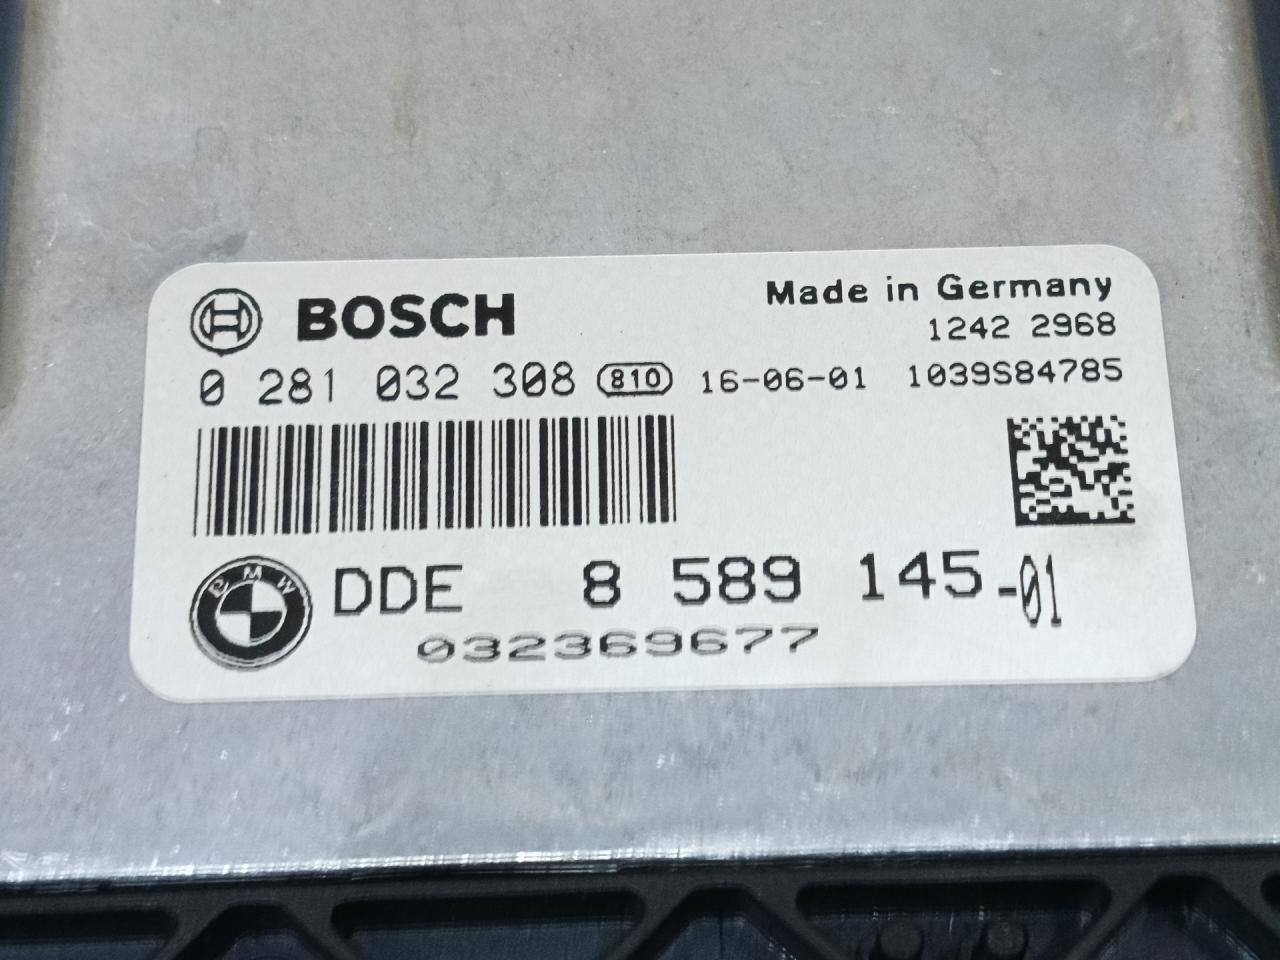 BOSCH
Made in Germany
1242 2968
0 281 032 308 810 16-06-01 1039S84785
BMW DDE 8 589 145-01
032369677